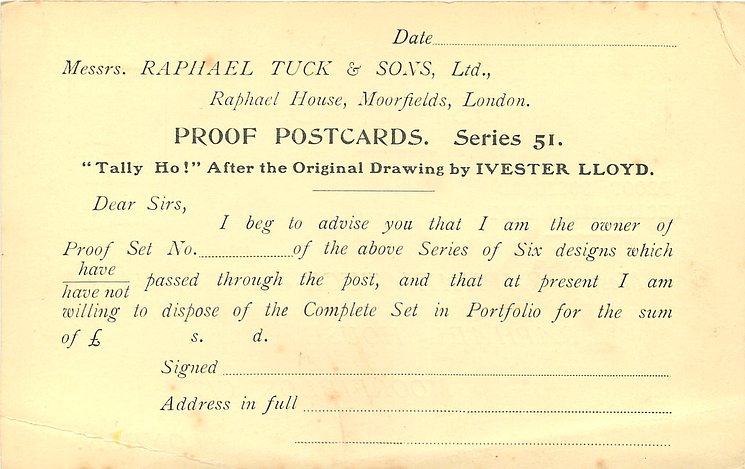 Date
Messrs. RAPHAEL TUCK & SONS, Ltd.,
Raphael House, Moorfields, London.
PROOF POSTCARDS. Series 51.
"Tally Ho!" After the Original Drawing by IVESTER LLOYD.
Dear Sirs,
I beg to advise you that I am the owner of
Proof Set No. of the above Series of Six designs which
have
have not passed through the post, and that at present I am
willing to dispose of the Complete Set in Portfolio for the sum
of £ s. d.
Signed
Address in full